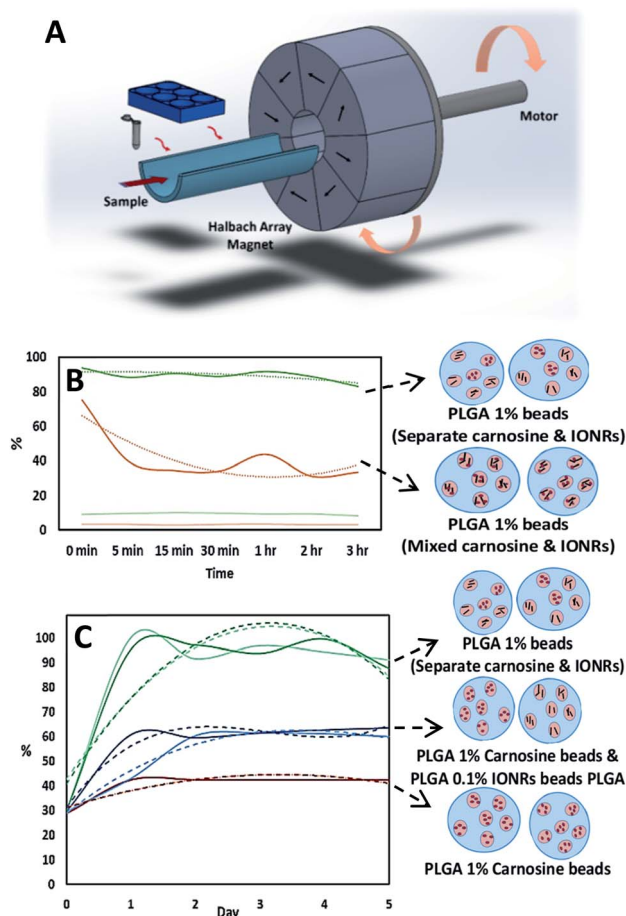 A
Motor
Sample
Halbach Array
Magnet
B
100
80
60
40
20
0
%
0 min 5 min 15 min 30 min 1 hr 2 hr 3 hr
Time
PLGA 1% beads
(Separate carnosine & IONRs)
PLGA 1% beads
(Mixed carnosine & IONRs)
C
100
90
80
70
60
50
40
30
20
10
0
%
0 1 2 3 4 5
Day
PLGA 1% beads
(Separate carnosine & IONRs)
PLGA 1% Carnosine beads &
PLGA 0.1% IONRs beads PLGA
PLGA 1% Carnosine beads